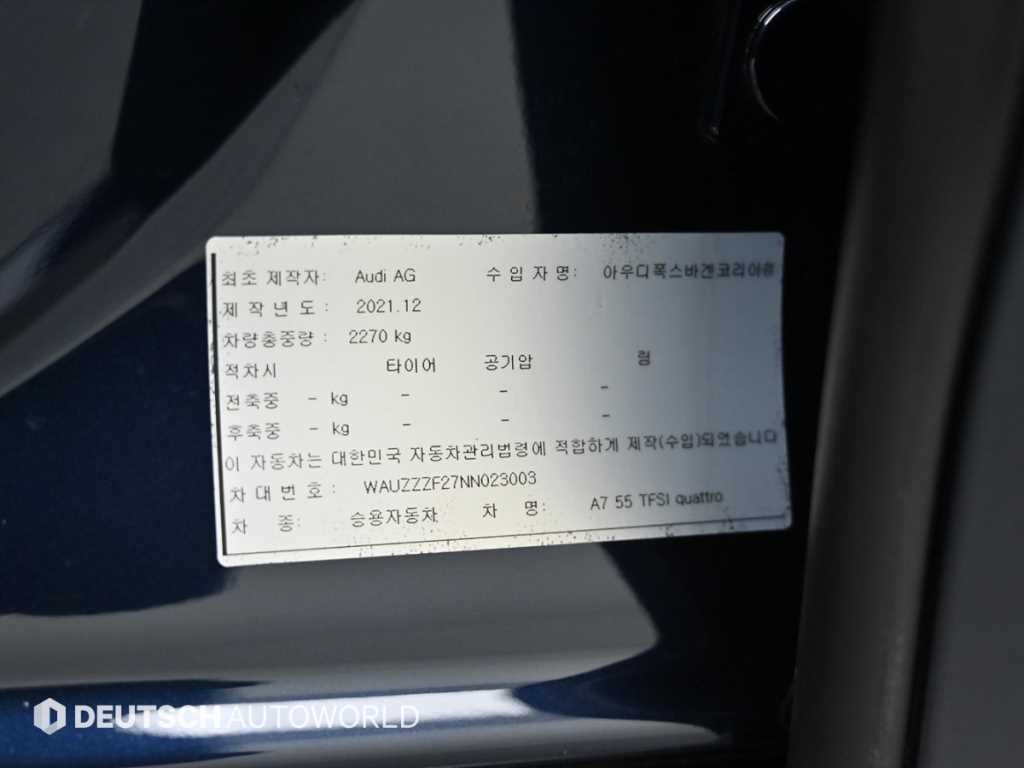 최초 제작자: Audi AG 수 입 자 명: 아우디폭스바겐코리아㈜
제 작 년 도 : 2021.12
차량총중량 : 2270 kg
적차시 타이어 공기압 림
전축중 - kg - - -
후축중 - kg - - -
이 자동차는 대한민국 자동차관리법령에 적합하게 제작(수입)되었습니다
차 대 번 호 : WAUZZZF27NN023003
차 종: 승용자동차 차 명: A7 55 TFSI quattro
DEUTSCH AUTOWORLD